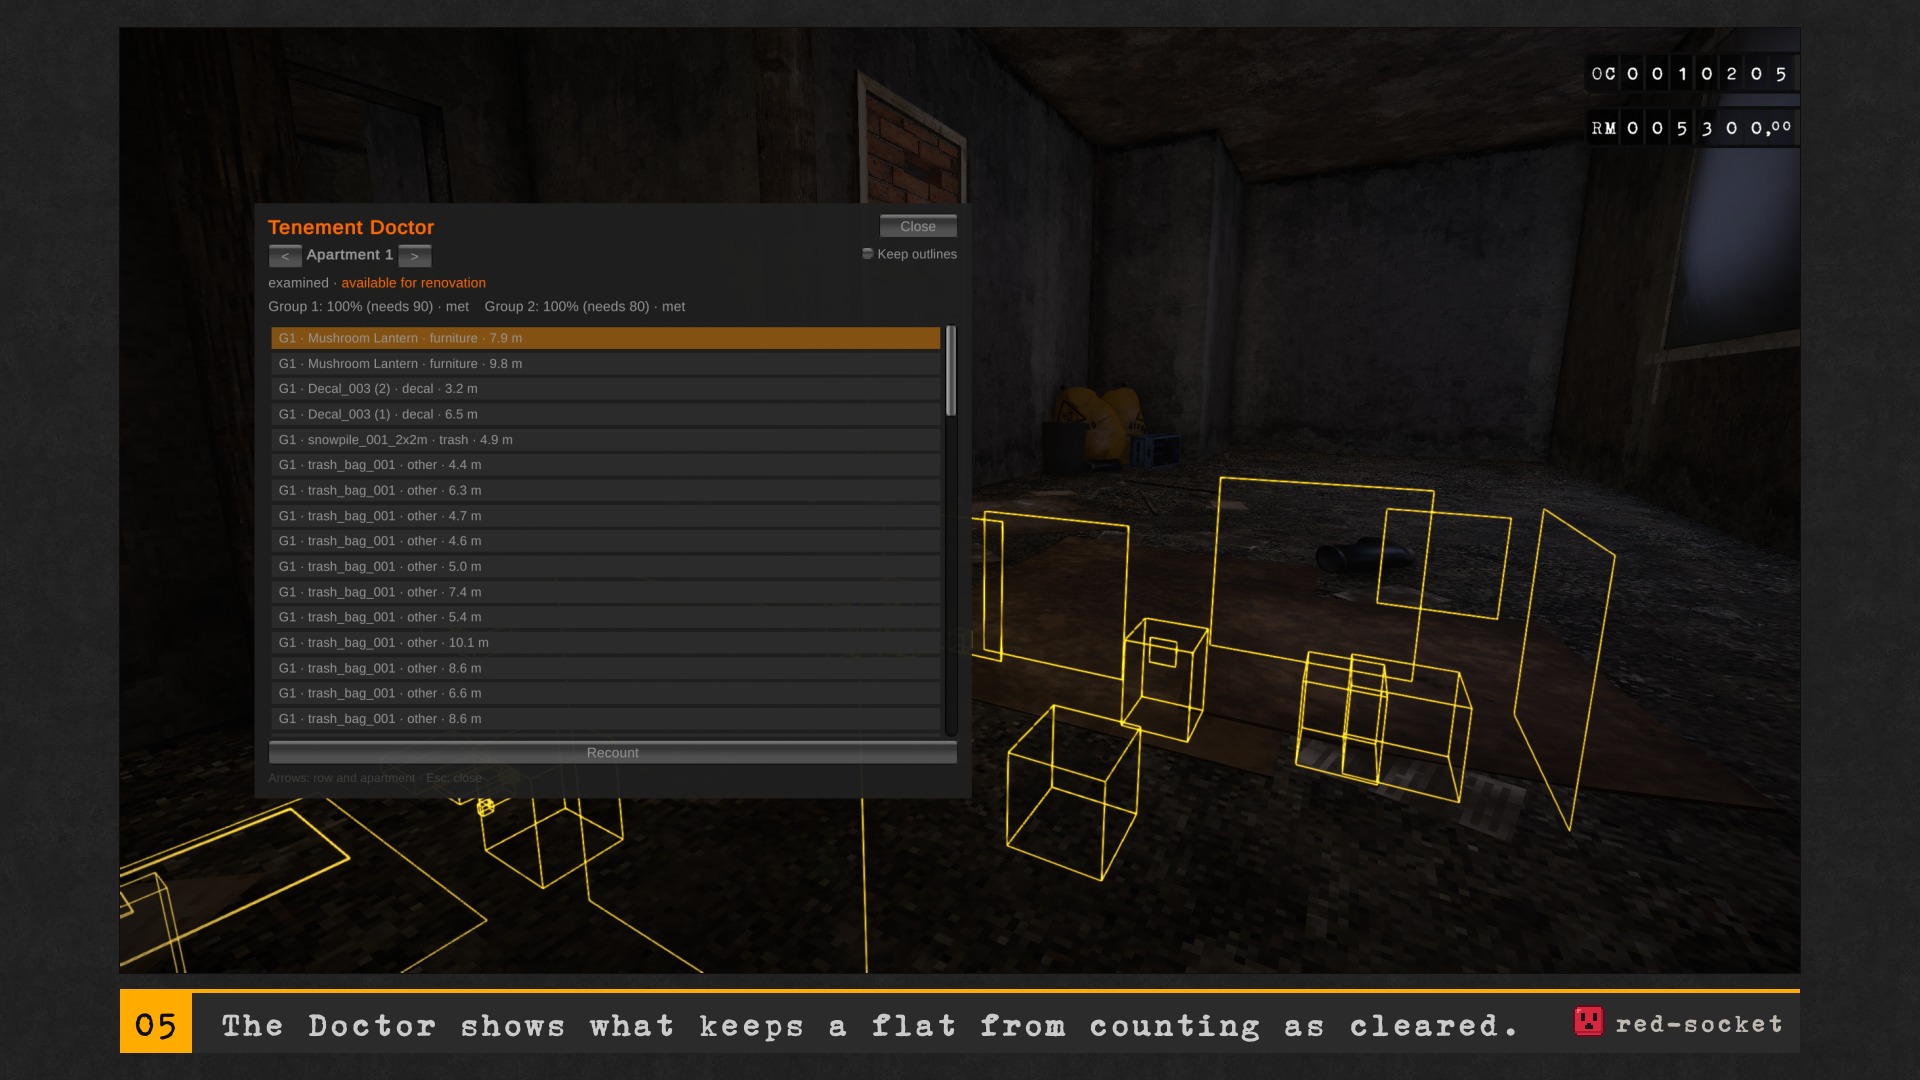 OC 0 0 1 0 2 0 5
RM 0 0 5 3 0 0,00
Tenement Doctor
Close
< Apartment 1 >
Keep outlines
examined · available for renovation
Group 1: 100% (needs 90) · met Group 2: 100% (needs 80) · met
G1 · Mushroom Lantern · furniture · 7.9 m
G1 · Mushroom Lantern · furniture · 9.8 m
G1 · Decal_003 (2) · decal · 3.2 m
G1 · Decal_003 (1) · decal · 6.5 m
G1 · snowpile_001_2x2m · trash · 4.9 m
G1 · trash_bag_001 · other · 4.4 m
G1 · trash_bag_001 · other · 6.3 m
G1 · trash_bag_001 · other · 4.7 m
G1 · trash_bag_001 · other · 4.6 m
G1 · trash_bag_001 · other · 5.0 m
G1 · trash_bag_001 · other · 7.4 m
G1 · trash_bag_001 · other · 5.4 m
G1 · trash_bag_001 · other · 10.1 m
G1 · trash_bag_001 · other · 8.6 m
G1 · trash_bag_001 · other · 6.6 m
G1 · trash_bag_001 · other · 8.6 m
Recount
Arrows: row and apartment · Esc: close
05 The Doctor shows what keeps a flat from counting as cleared.
red-socket